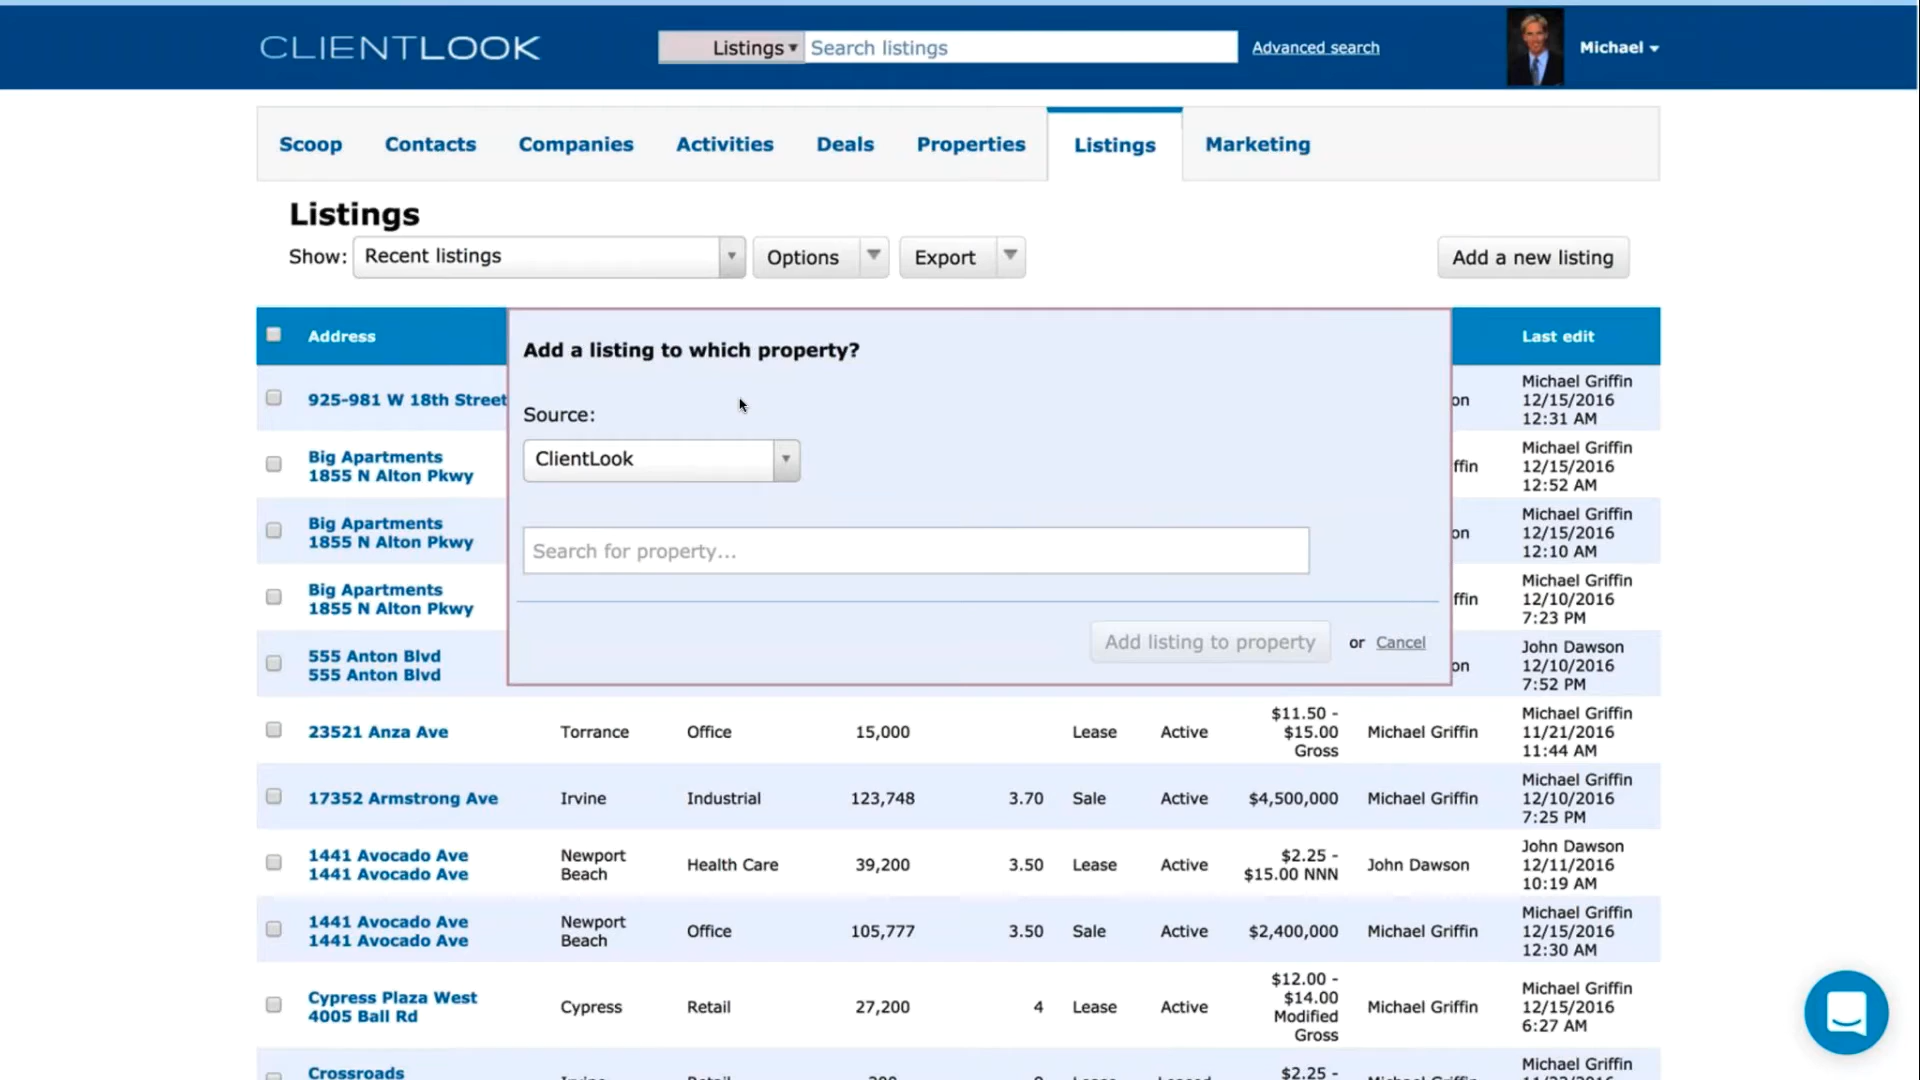 CLIENTLOOK
Listings Search listings Advanced search Michael
Scoop Contacts Companies Activities Deals Properties Listings Marketing
Listings
Show: Recent listings Options Export Add a new listing
Address Last edit
Add a listing to which property?
Source:
ClientLook
Search for property...
Add listing to property or Cancel
925-981 W 18th Street on Michael Griffin
12/15/2016
12:31 AM
Big Apartments
1855 N Alton Pkwy ffin Michael Griffin
12/15/2016
12:52 AM
Big Apartments
1855 N Alton Pkwy on Michael Griffin
12/15/2016
12:10 AM
Big Apartments
1855 N Alton Pkwy ffin Michael Griffin
12/10/2016
7:23 PM
555 Anton Blvd
555 Anton Blvd on John Dawson
12/10/2016
7:52 PM
23521 Anza Ave Torrance Office 15,000 Lease Active $11.50 -
$15.00
Gross Michael Griffin Michael Griffin
11/21/2016
11:44 AM
17352 Armstrong Ave Irvine Industrial 123,748 3.70 Sale Active $4,500,000 Michael Griffin Michael Griffin
12/10/2016
7:25 PM
1441 Avocado Ave
1441 Avocado Ave Newport
Beach Health Care 39,200 3.50 Lease Active $2.25 -
$15.00 NNN John Dawson John Dawson
12/11/2016
10:19 AM
1441 Avocado Ave
1441 Avocado Ave Newport
Beach Office 105,777 3.50 Sale Active $2,400,000 Michael Griffin Michael Griffin
12/15/2016
12:30 AM
Cypress Plaza West
4005 Ball Rd Cypress Retail 27,200 4 Lease Active $12.00 -
$14.00
Modified
Gross Michael Griffin Michael Griffin
12/15/2016
6:27 AM
Crossroads $2.25 - Michael Griffin